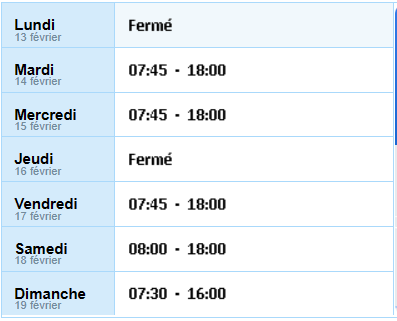 Lundi
13 février
Fermé
Mardi
14 février
07:45 - 18:00
Mercredi
15 février
07:45 - 18:00
Jeudi
16 février
Fermé
Vendredi
17 février
07:45 - 18:00
Samedi
18 février
08:00 - 18:00
Dimanche
19 février
07:30 - 16:00